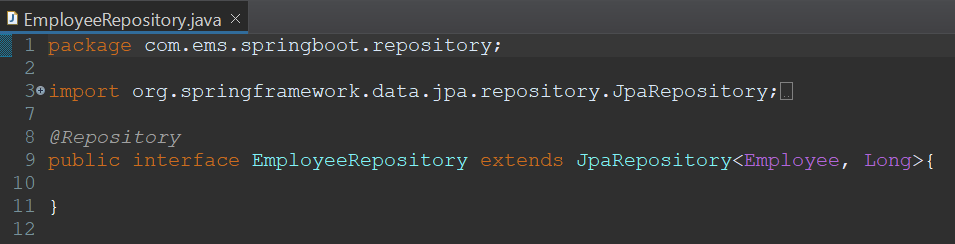 EmployeeRepository.java
1 package com.ems.springboot.repository;
2
3 import org.springframework.data.jpa.repository.JpaRepository;
7
8 @Repository
9 public interface EmployeeRepository extends JpaRepository<Employee, Long>{
10
11 }
12